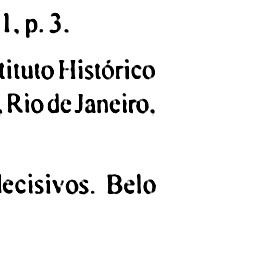 1, p. 3.
tituto Histórico
, Rio de Janeiro,
decisivos. Belo